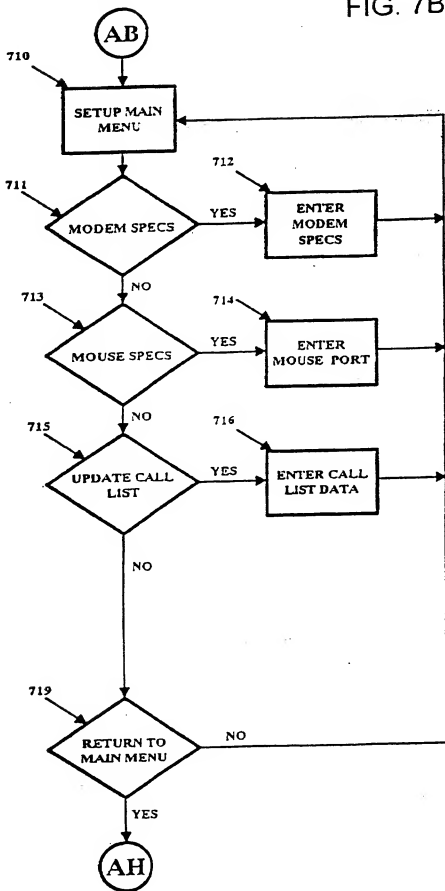 FIG. 7B
AB
710
SETUP MAIN
MENU
711
MODEM SPECS
YES
712
ENTER
MODEM
SPECS
NO
713
MOUSE SPECS
YES
714
ENTER
MOUSE PORT
NO
715
UPDATE CALL
LIST
YES
716
ENTER CALL
LIST DATA
NO
719
RETURN TO
MAIN MENU
NO
YES
AH